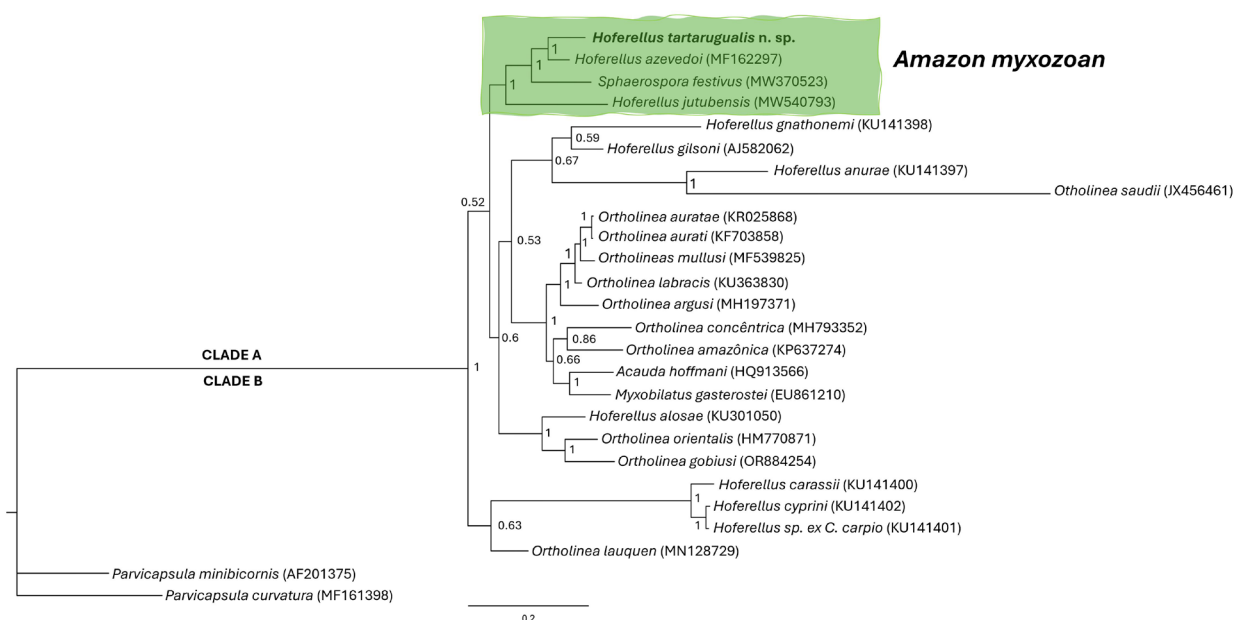 Hoferellus tartarugualis n. sp.
1
Hoferellus azevedoi (MF162297)
Amazon myxozoan
1
Sphaerospora festivus (MW370523)
1
Hoferellus jutubensis (MW540793)
Hoferellus gnathonemi (KU141398)
0.59
Hoferellus gilsoni (AJ582062)
0.67
Hoferellus anurae (KU141397)
1
Otholinea saudii (JX456461)
0.52
1
Ortholinea auratae (KR025868)
Ortholinea aurati (KF703858)
0.53
1
1
Ortholineas mullusi (MF539825)
1
Ortholinea labracis (KU363830)
Ortholinea argusi (MH197371)
1
Ortholinea concêntrica (MH793352)
0.86
0.6
Ortholinea amazônica (KP637274)
CLADE A
0.66
1
Acauda hoffmani (HQ913566)
CLADE B
1
Myxobilatus gasterostei (EU861210)
Hoferellus alosae (KU301050)
1
Ortholinea orientalis (HM770871)
1
Ortholinea gobiusi (OR884254)
Hoferellus carassii (KU141400)
1
Hoferellus cyprini (KU141402)
0.63
1
Hoferellus sp. ex C. carpio (KU141401)
Ortholinea lauquen (MN128729)
Parvicapsula minibicornis (AF201375)
Parvicapsula curvatura (MF161398)
0.2